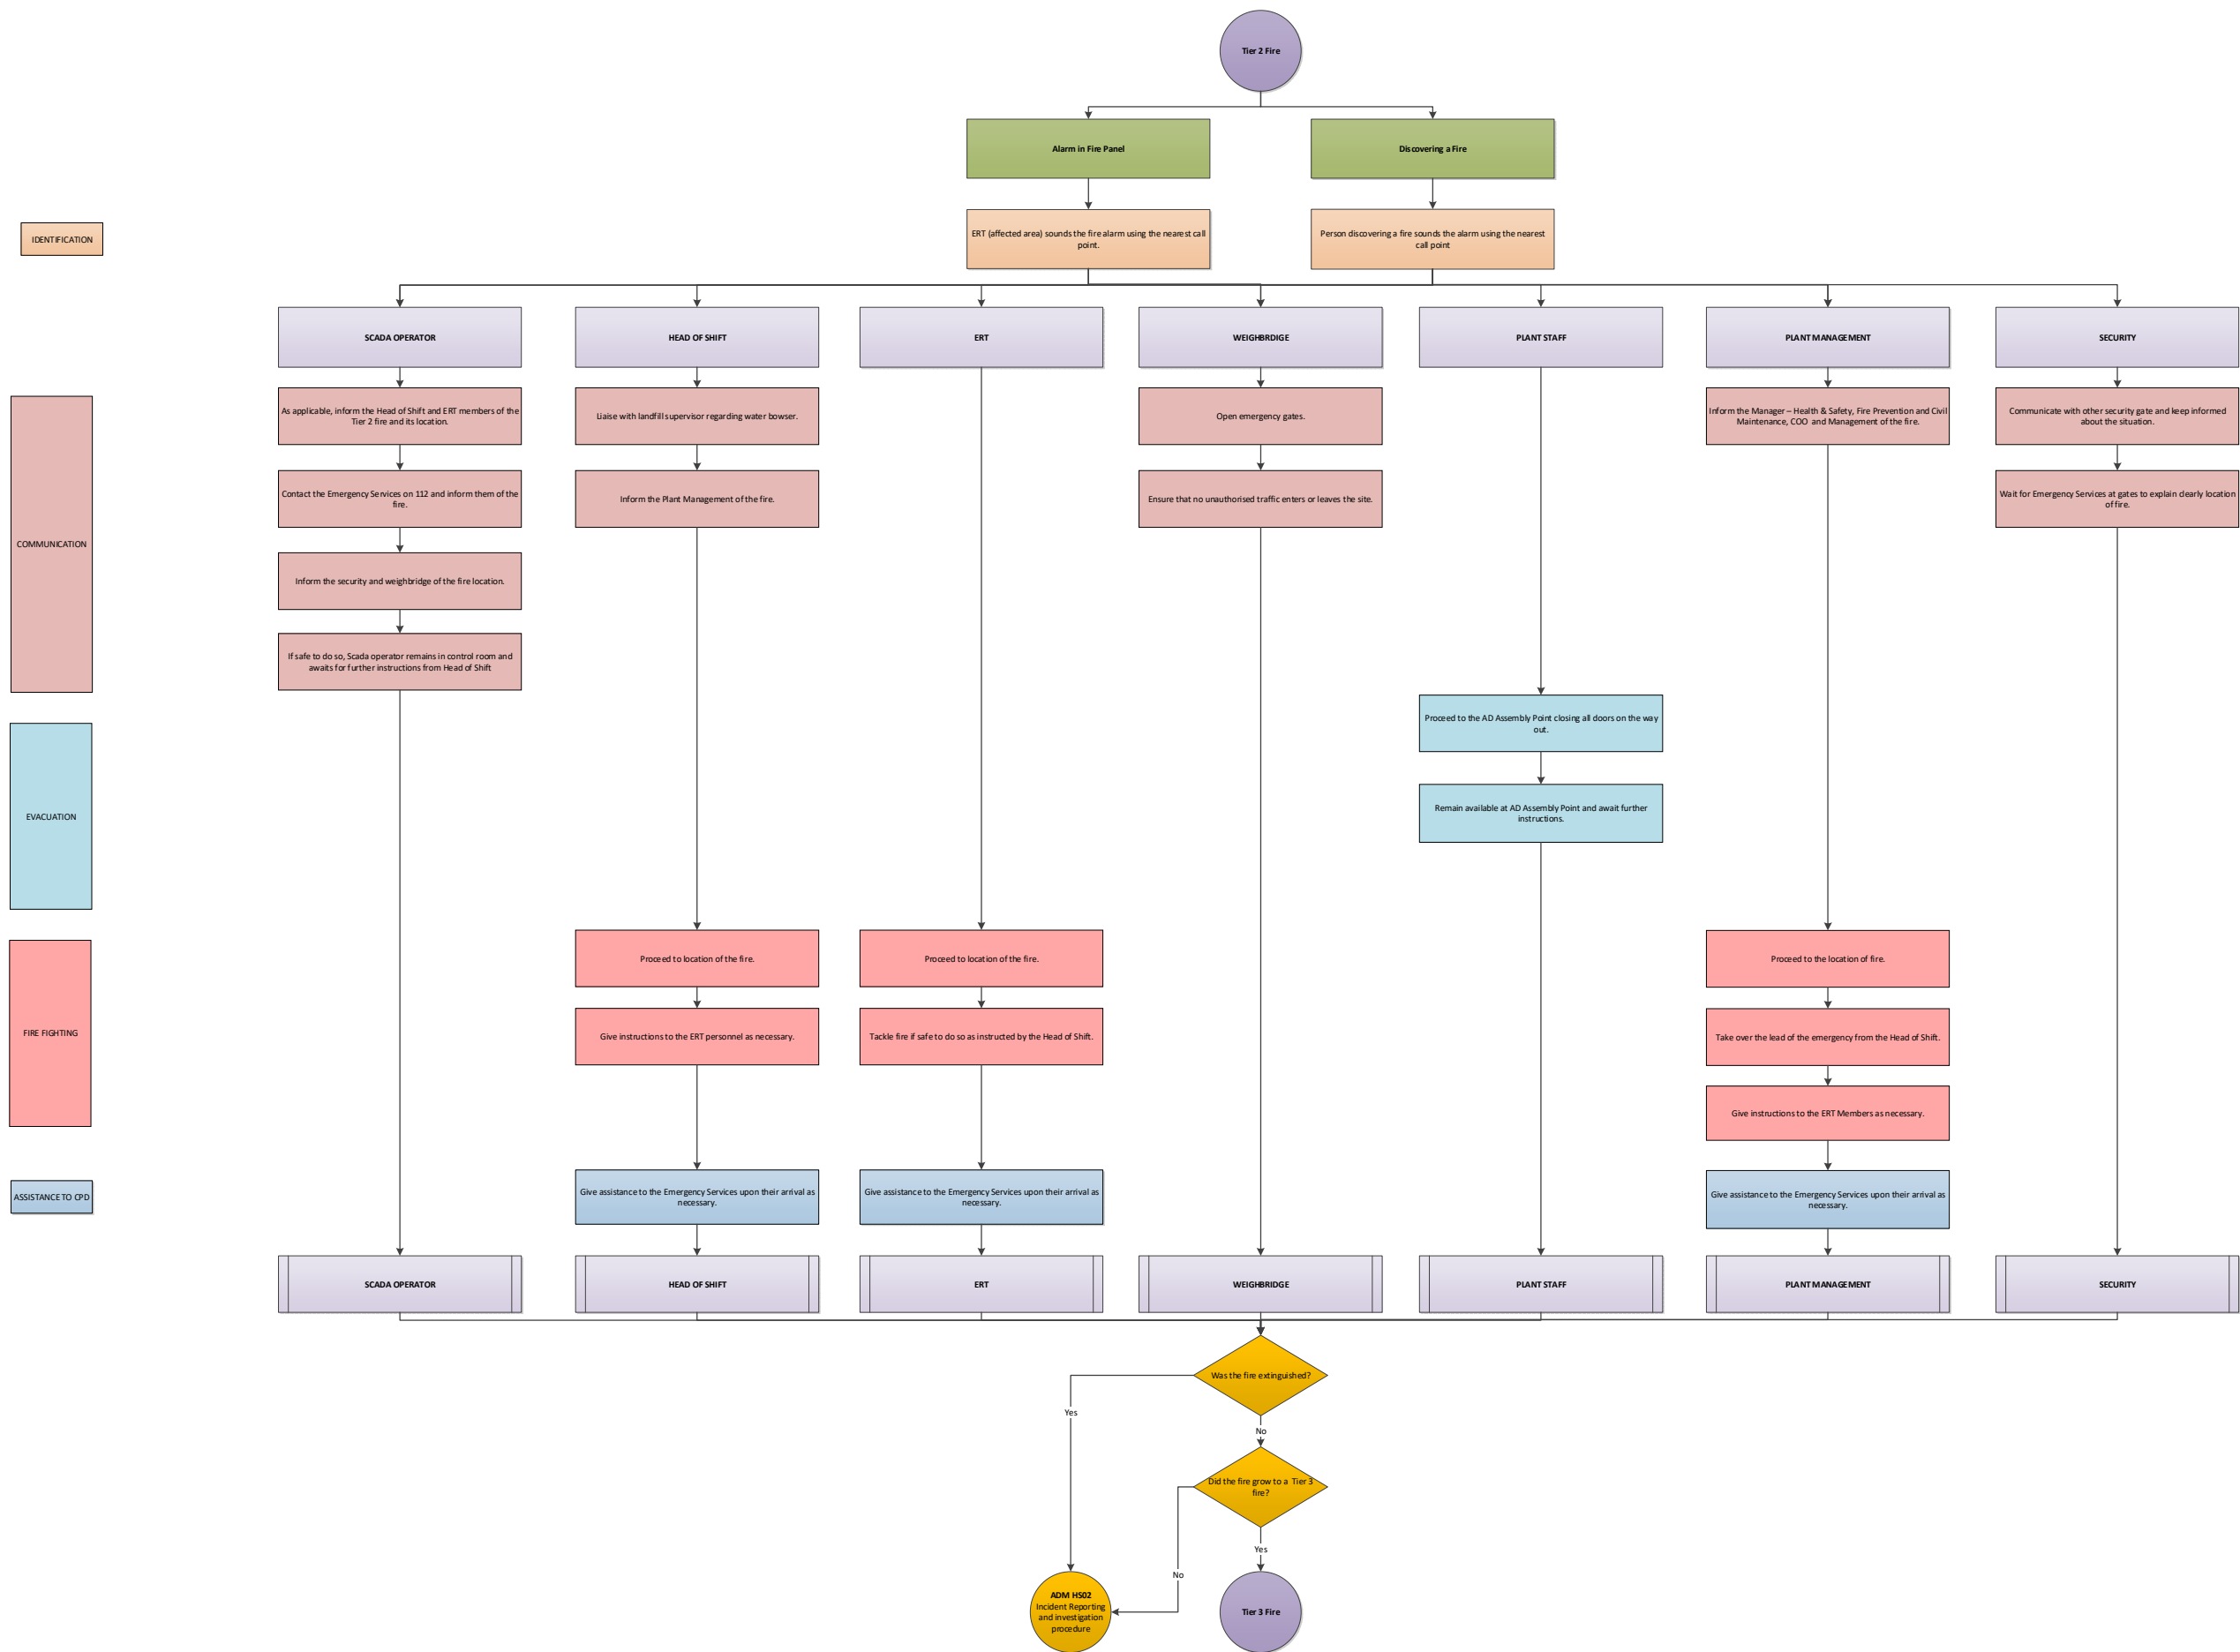 Tier 2 Fire
Alarm in Fire Panel
Discovering a Fire
IDENTIFICATION
ERT (affected area) sounds the fire alarm using the nearest call
point.
Person discovering a fire sounds the alarm using the nearest
call point
SCADA OPERATOR
HEAD OF SHIFT
ERT
WEIGHBRDIGE
PLANT STAFF
PLANT MANAGEMENT
SECURITY
COMMUNICATION
As applicable, inform the Head of Shift and ERT members of the
Tier 2 fire and its location.
Liaise with landfill supervisor regarding water bowser.
Open emergency gates.
Inform the Manager – Health & Safety, Fire Prevention and Civil
Maintenance, COO and Management of the fire.
Communicate with other security gate and keep informed
about the situation.
Contact the Emergency Services on 112 and inform them of the
fire.
Inform the Plant Management of the fire.
Ensure that no unauthorised traffic enters or leaves the site.
Wait for Emergency Services at gates to explain clearly location
of fire.
Inform the security and weighbridge of the fire location.
If safe to do so, Scada operator remains in control room and
awaits for further instructions from Head of Shift
EVACUATION
Proceed to the AD Assembly Point closing all doors on the way
out.
Remain available at AD Assembly Point and await further
instructions.
FIRE FIGHTING
Proceed to location of the fire.
Proceed to location of the fire.
Proceed to the location of fire.
Give instructions to the ERT personnel as necessary.
Tackle fire if safe to do so as instructed by the Head of Shift.
Take over the lead of the emergency from the Head of Shift.
Give instructions to the ERT Members as necessary.
ASSISTANCE TO CPD
Give assistance to the Emergency Services upon their arrival as
necessary.
Give assistance to the Emergency Services upon their arrival as
necessary.
Give assistance to the Emergency Services upon their arrival as
necessary.
SCADA OPERATOR
HEAD OF SHIFT
ERT
WEIGHBRIDGE
PLANT STAFF
PLANT MANAGEMENT
SECURITY
Was the fire extinguished?
Yes
No
Did the fire grow to a Tier 3
fire?
Yes
No
ADM HS02
Incident Reporting
and investigation
procedure
Tier 3 Fire